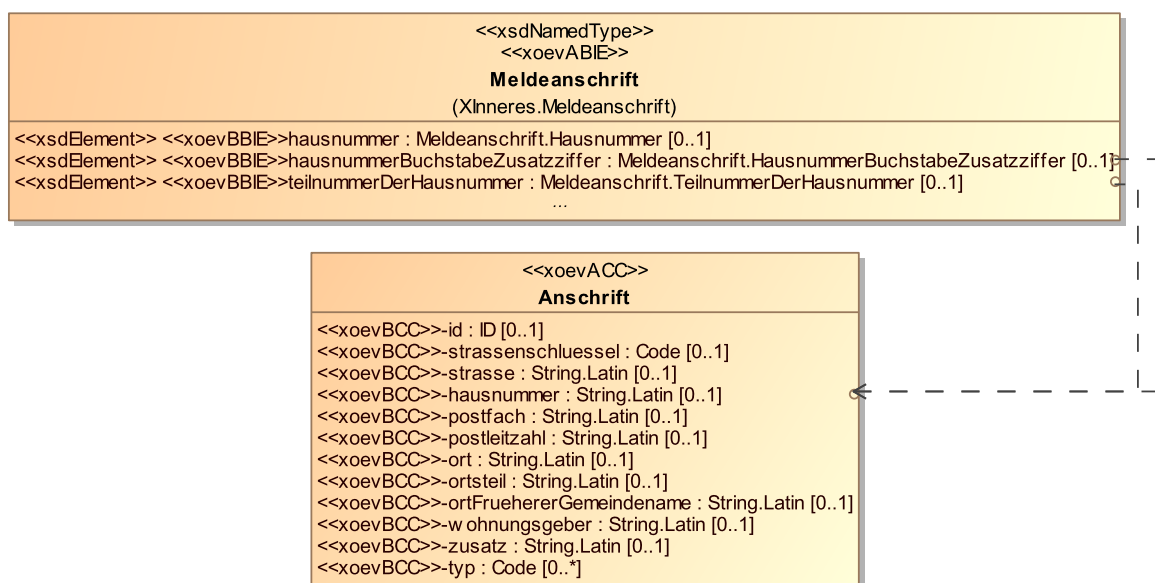 <<xsdNamedType>>
<<xoevABIE>>
Meldeanschrift
(XInneres.Meldeanschrift)
<<xsdElement>> <<xoevBBIE>>hausnummer : Meldeanschrift.Hausnummer [0..1]
<<xsdElement>> <<xoevBBIE>>hausnummerBuchstabeZusatzziffer : Meldeanschrift.HausnummerBuchstabeZusatzziffer [0..1]
<<xsdElement>> <<xoevBBIE>>teilnummerDerHausnummer : Meldeanschrift.TeilnummerDerHausnummer [0..1]
...
<<xoevACC>>
Anschrift
<<xoevBCC>>-id : ID [0..1]
<<xoevBCC>>-strassenschluessel : Code [0..1]
<<xoevBCC>>-strasse : String.Latin [0..1]
<<xoevBCC>>-hausnummer : String.Latin [0..1]
<<xoevBCC>>-postfach : String.Latin [0..1]
<<xoevBCC>>-postleitzahl : String.Latin [0..1]
<<xoevBCC>>-ort : String.Latin [0..1]
<<xoevBCC>>-ortsteil : String.Latin [0..1]
<<xoevBCC>>-ortFruehererGemeindename : String.Latin [0..1]
<<xoevBCC>>-wohnungsgeber : String.Latin [0..1]
<<xoevBCC>>-zusatz : String.Latin [0..1]
<<xoevBCC>>-typ : Code [0..*]